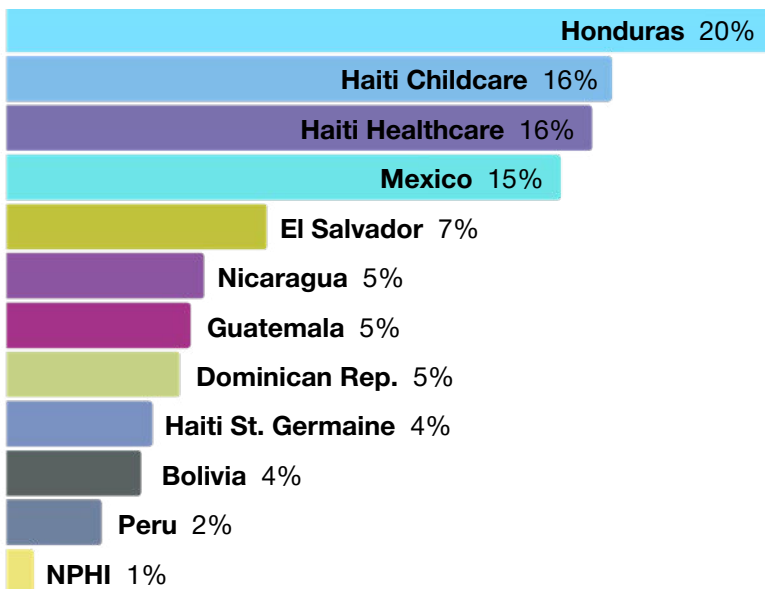 Honduras 20%
Haiti Childcare 16%
Haiti Healthcare 16%
Mexico 15%
El Salvador 7%
Nicaragua 5%
Guatemala 5%
Dominican Rep. 5%
Haiti St. Germaine 4%
Bolivia 4%
Peru 2%
NPHI 1%